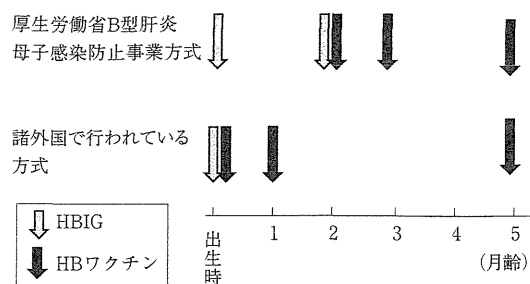 厚生労働省B型肝炎
母子感染防止事業方式
諸外国で行われている
方式
HBIG
HBワクチン
出生時
1 2 3 4 5
(月齢)